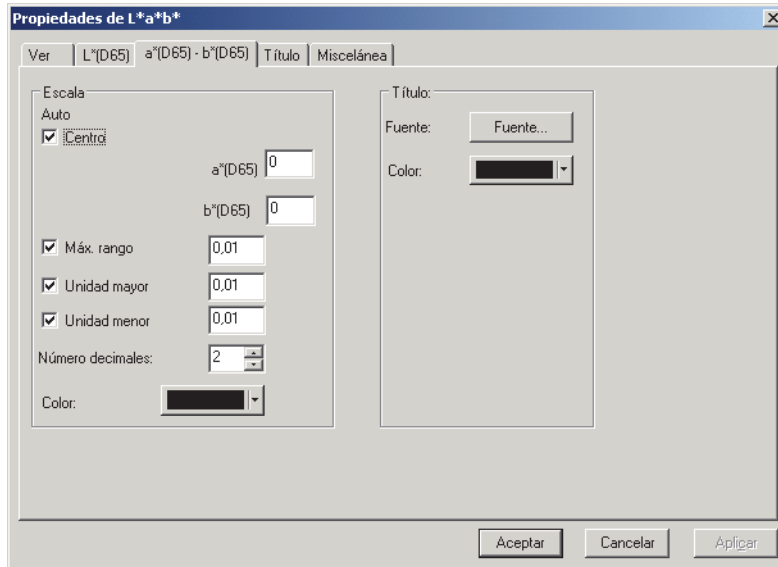 Propiedades de L*a*b*
Ver L*(D65) a*(D65) - b*(D65) Título Miscelánea
Escala
Auto
Centro
a*(D65) 0
b*(D65) 0
Máx. rango 0,01
Unidad mayor 0,01
Unidad menor 0,01
Número decimales: 2
Color:
Título:
Fuente: Fuente...
Color:
Aceptar Cancelar Aplicar